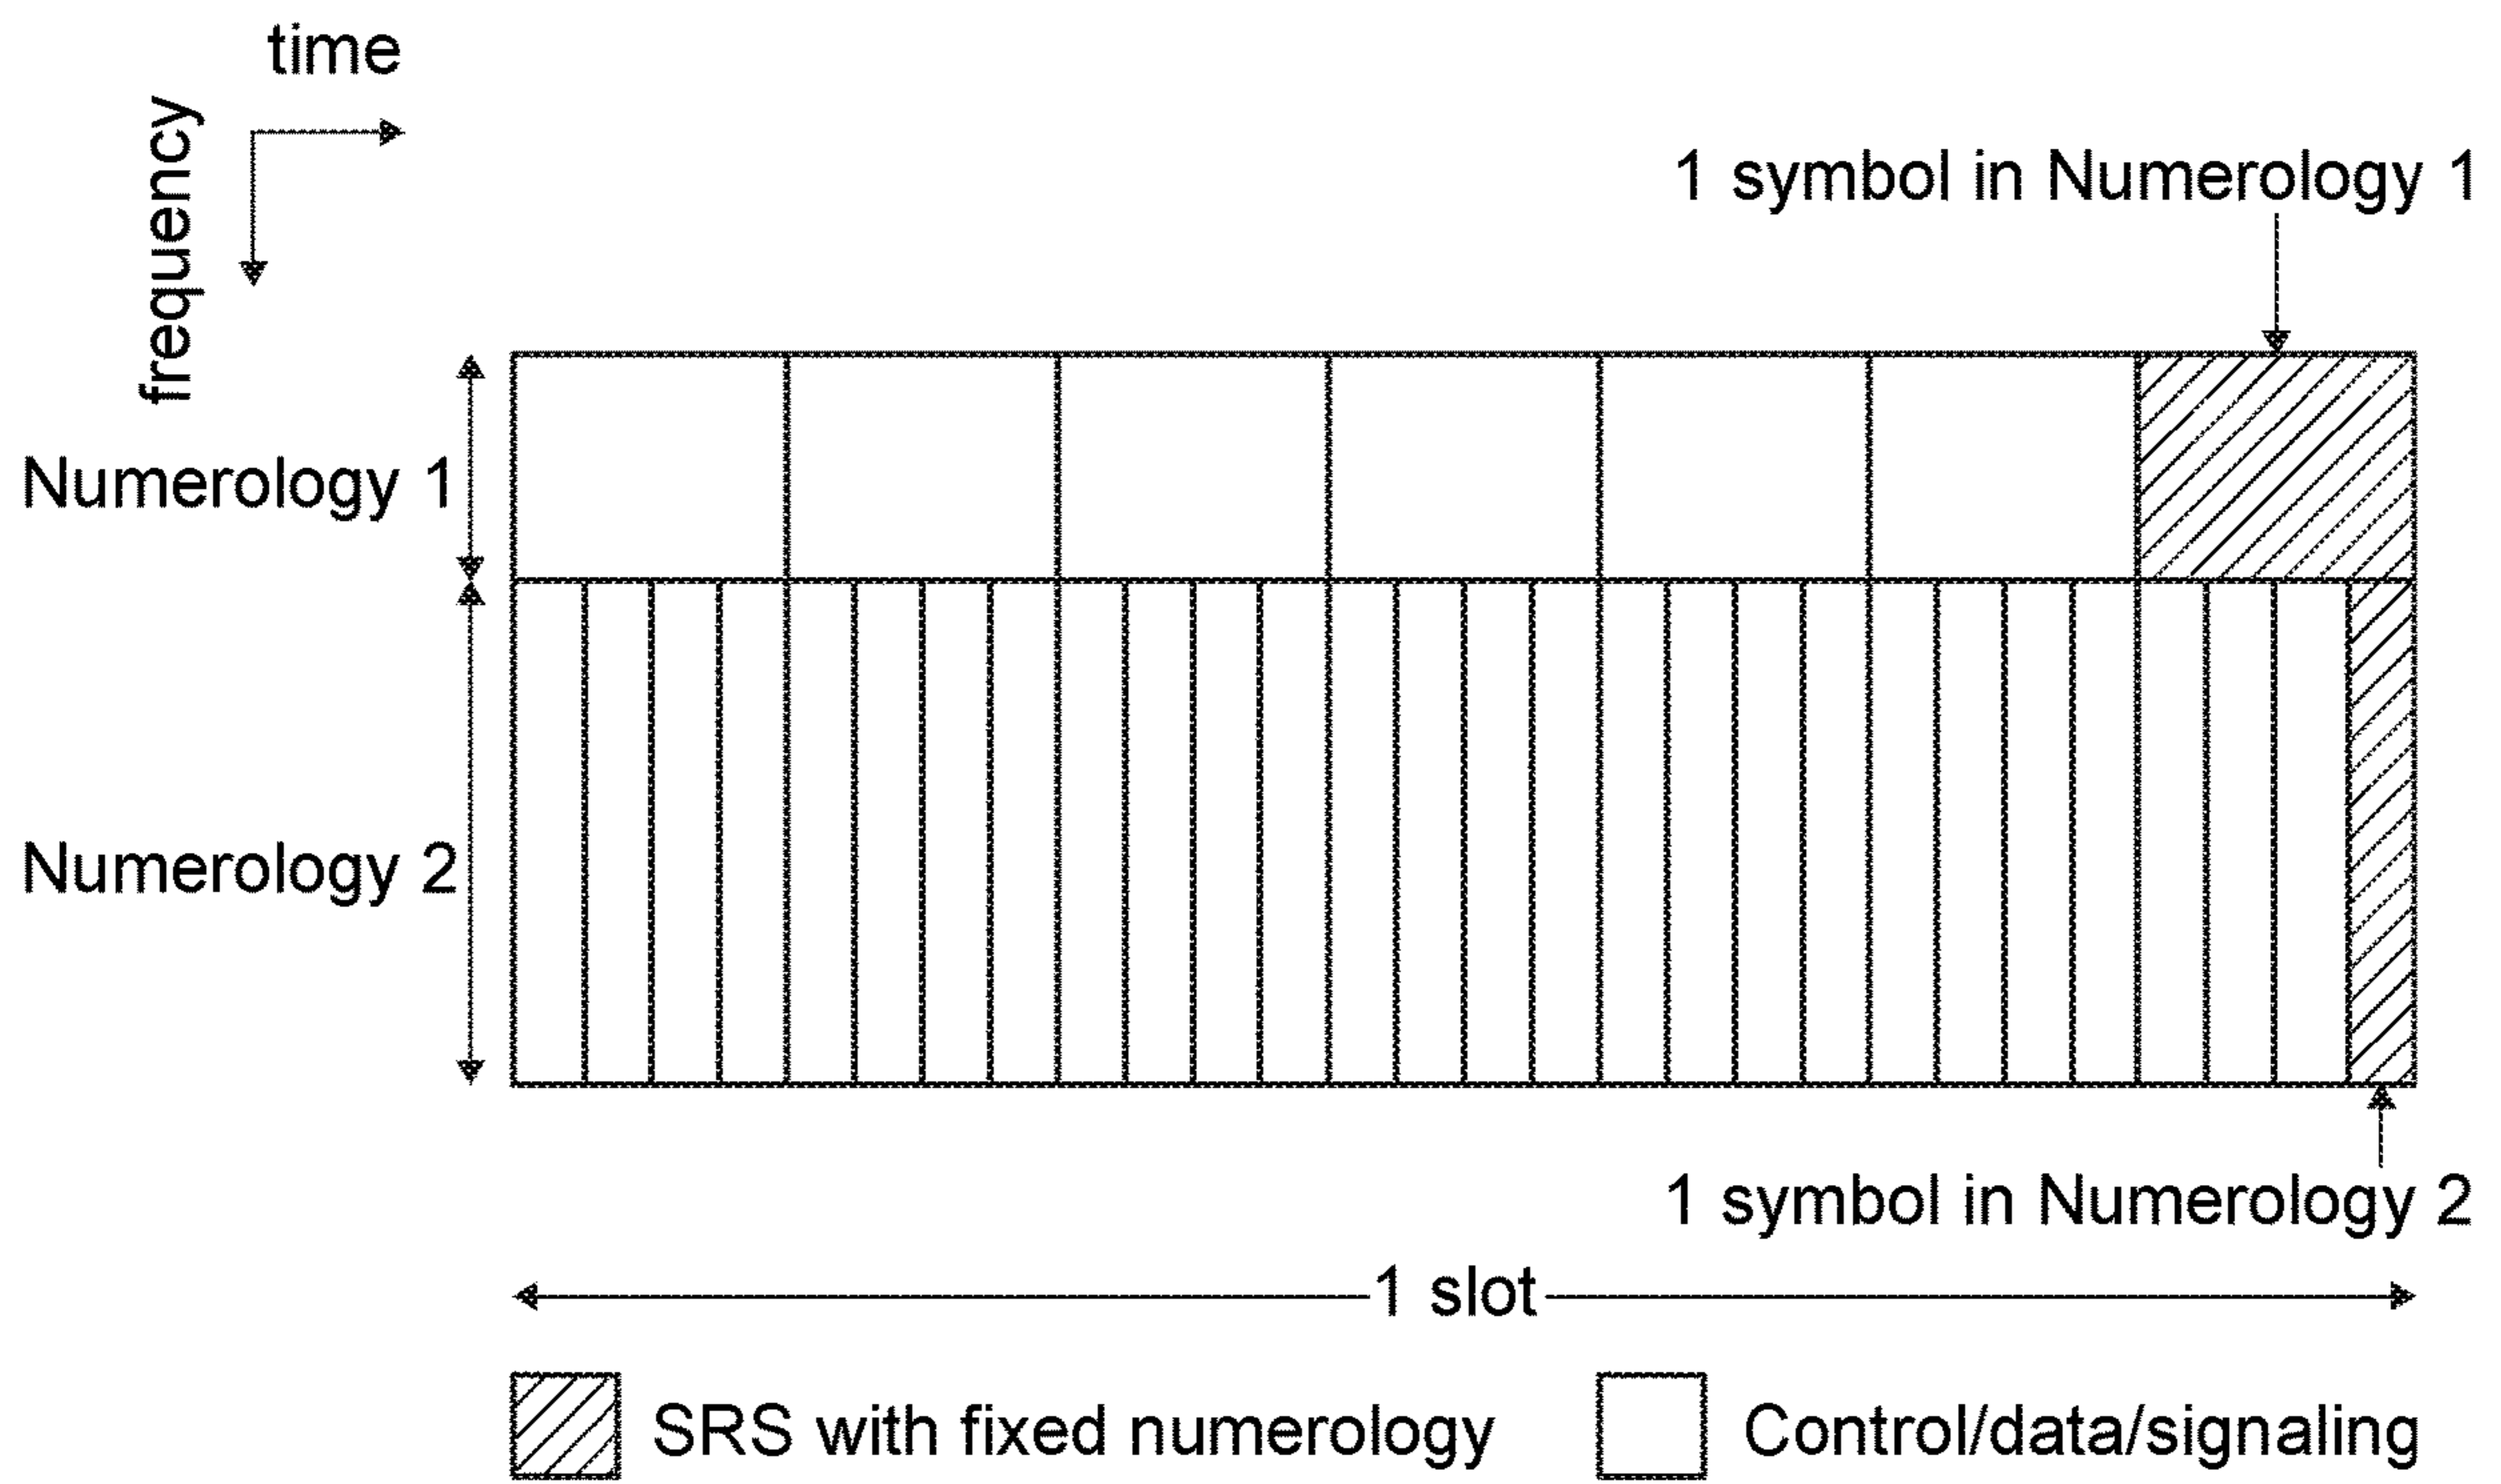 time
frequency
1 symbol in Numerology 1
Numerology 1
Numerology 2
1 symbol in Numerology 2
1 slot
SRS with fixed numerology
Control/data/signaling